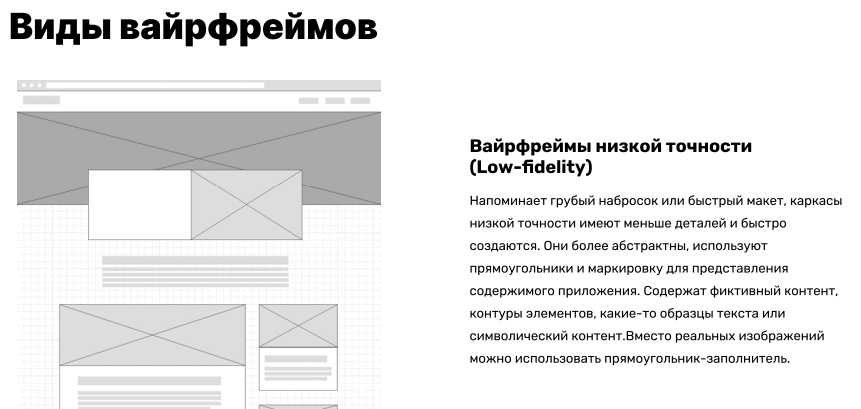 Виды вайрфреймов
Вайрфреймы низкой точности
(Low-fidelity)
Напоминает грубый набросок или быстрый макет, каркасы
низкой точности имеют меньше деталей и быстро
создаются. Они более абстрактны, используют
прямоугольники и маркировку для представления
содержимого приложения. Содержат фиктивный контент,
контуры элементов, какие-то образцы текста или
символический контент.Вместо реальных изображений
можно использовать прямоугольник-заполнитель.